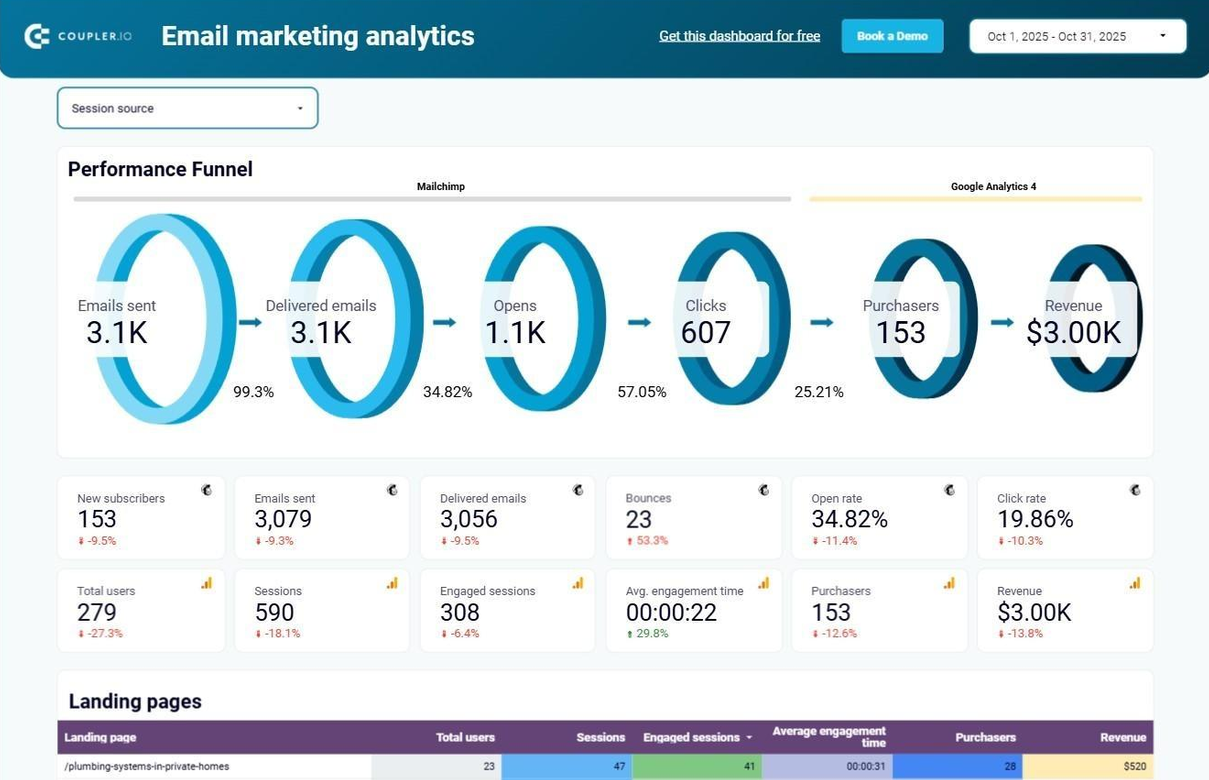 COUPLER.IO
Email marketing analytics
Get this dashboard for free
Book a Demo
Oct 1, 2025 - Oct 31, 2025
Session source
Performance Funnel
Mailchimp
Google Analytics 4
Emails sent
3.1K
99.3%
Delivered emails
3.1K
34.82%
Opens
1.1K
57.05%
Clicks
607
25.21%
Purchasers
153
Revenue
$3.00K
New subscribers
153
-9.5%
Emails sent
3,079
-9.3%
Delivered emails
3,056
-9.5%
Bounces
23
53.3%
Open rate
34.82%
-11.4%
Click rate
19.86%
-10.3%
Total users
279
-27.3%
Sessions
590
-18.1%
Engaged sessions
308
-6.4%
Avg. engagement time
00:00:22
29.8%
Purchasers
153
-12.6%
Revenue
$3.00K
-13.8%
Landing pages
Landing page Total users Sessions Engaged sessions Average engagement time Purchasers Revenue
/plumbing-systems-in-private-homes 23 47 41 00:00:31 28 $520